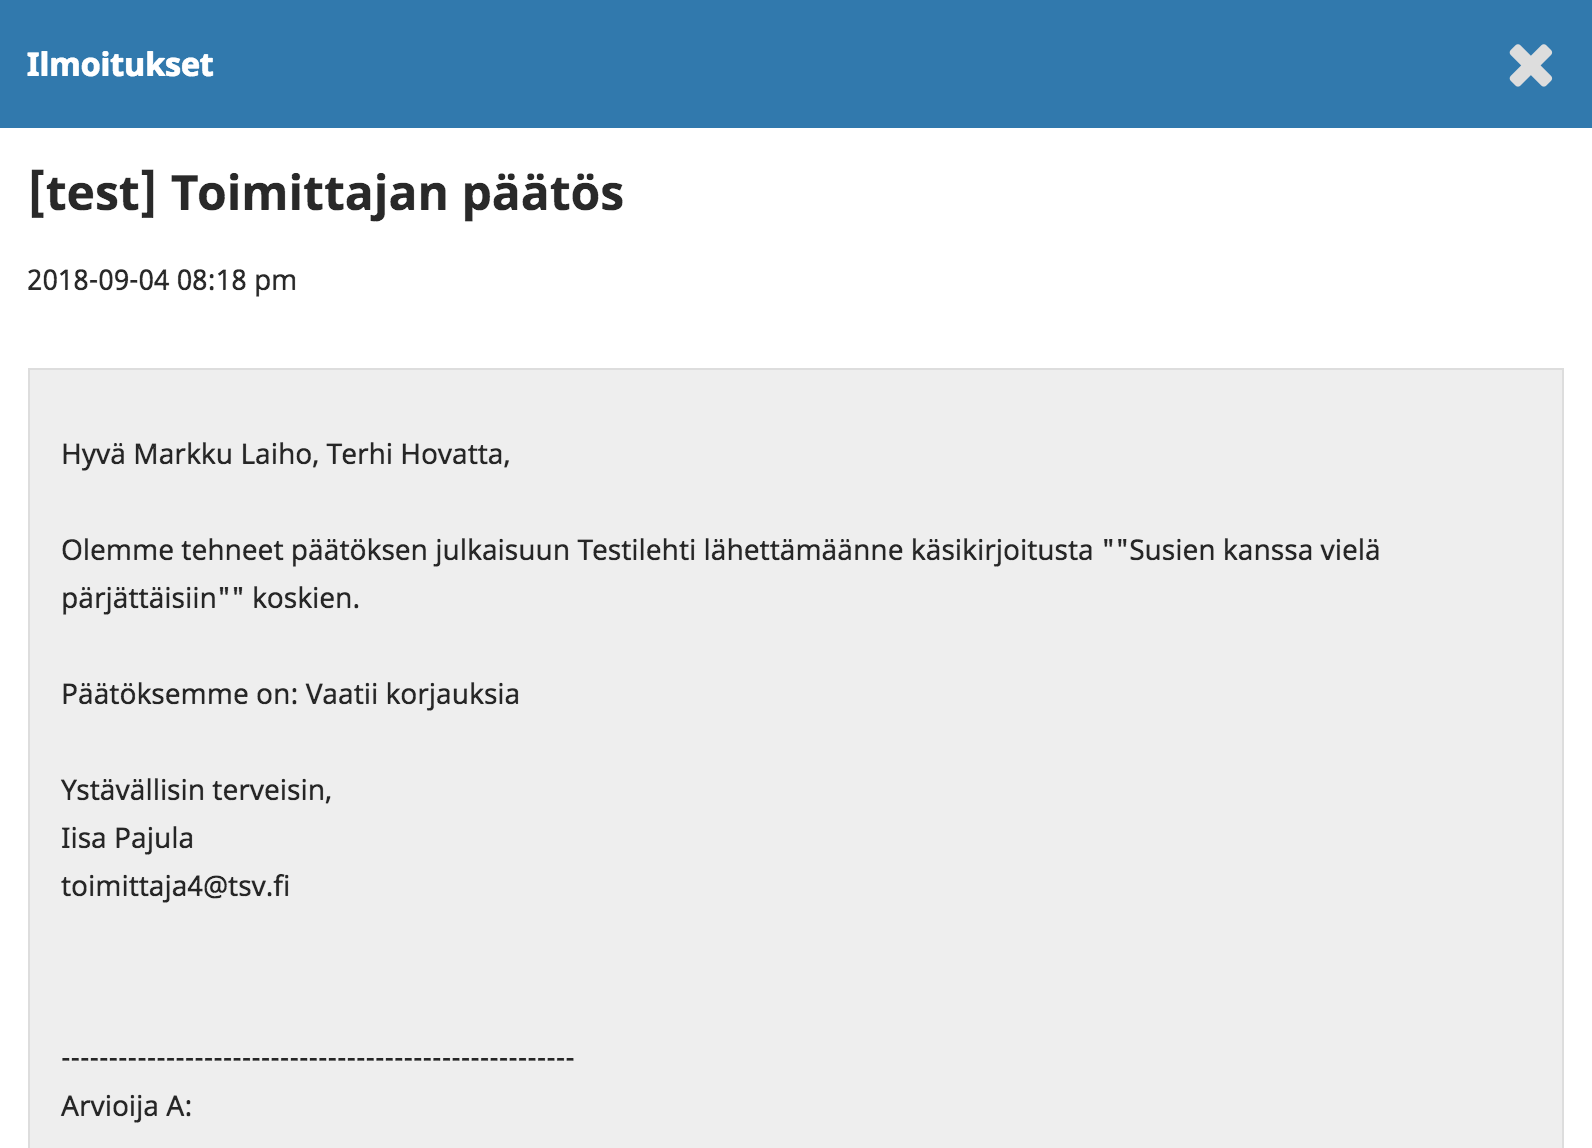 Ilmoitukset
[test] Toimittajan päätös
2018-09-04 08:18 pm
Hyvä Markku Laiho, Terhi Hovatta,
Olemme tehneet päätöksen julkaisuun Testilehti lähettämäänne käsikirjoitusta ""Susien kanssa vielä
pärjättäisiin"" koskien.
Päätöksemme on: Vaatii korjauksia
Ystävällisin terveisin,
Iisa Pajula
toimittaja4@tsv.fi
------------------------------------------------------
Arvioija A: